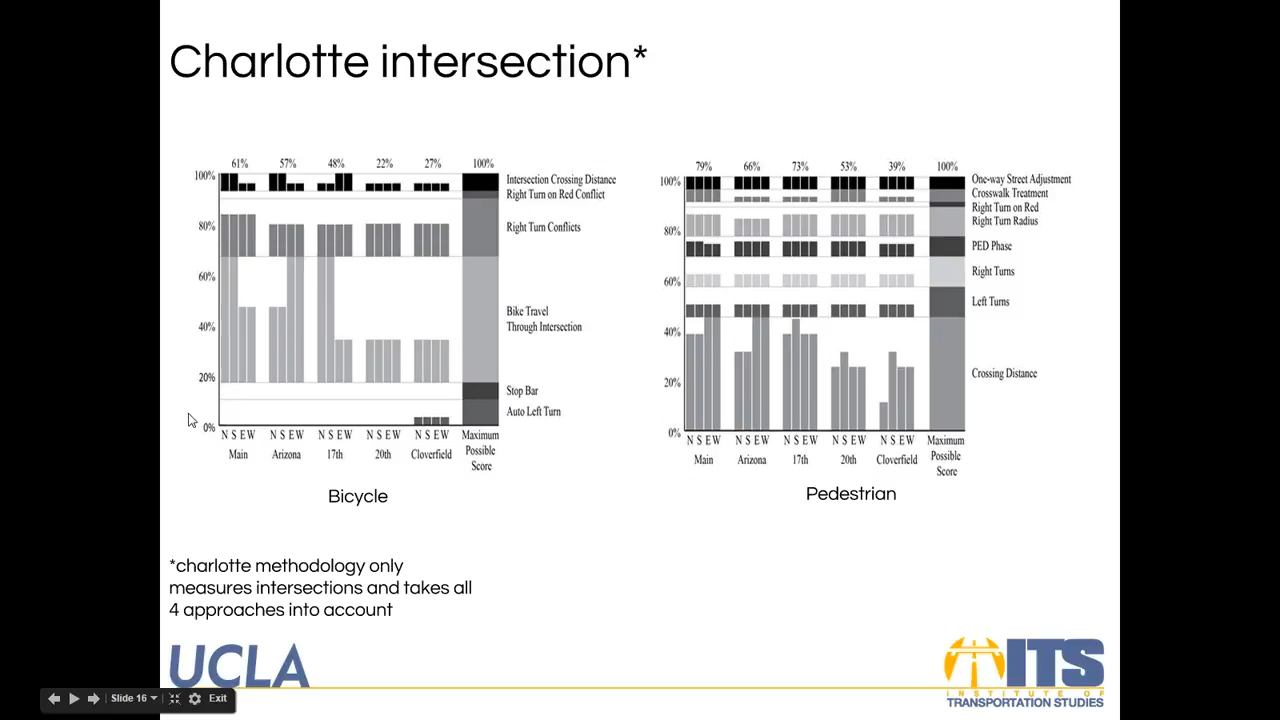 Charlotte intersection*
61% 57% 48% 22% 27% 100%
100%
80%
60%
40%
20%
0%
Intersection Crossing Distance
Right Turn on Red Conflict
Right Turn Conflicts
Bike Travel
Through Intersection
Stop Bar
Auto Left Turn
N S E W N S E W N S E W N S E W N S E W Maximum
Main Arizona 17th 20th Cloverfield Possible
Score
Bicycle
79% 66% 73% 53% 39% 100%
100%
80%
60%
40%
20%
0%
One-way Street Adjustment
Crosswalk Treatment
Right Turn on Red
Right Turn Radius
PED Phase
Right Turns
Left Turns
Crossing Distance
N S E W N S E W N S E W N S E W N S E W Maximum
Main Arizona 17th 20th Cloverfield Possible
Score
Pedestrian
*charlotte methodology only
measures intersections and takes all
4 approaches into account
UCLA
ITS
INSTITUTE OF
TRANSPORTATION STUDIES
Slide 16 Exit